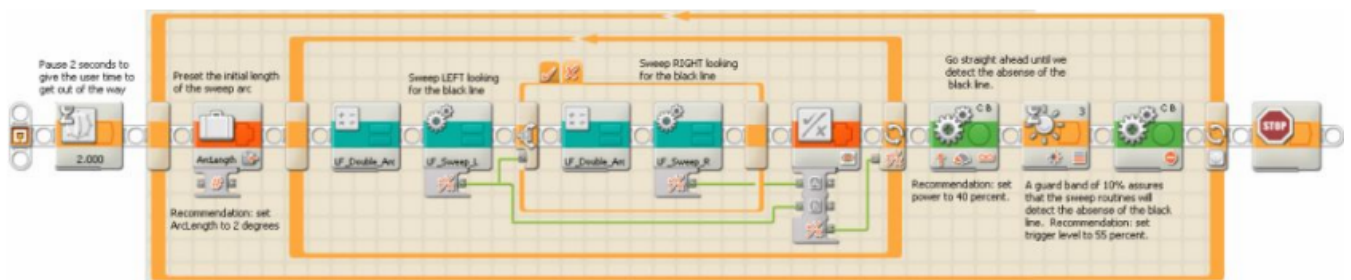 Pause 2 seconds to
give the user time to
get out of the way
2.000
Preset the initial length
of the sweep arc
ArcLength
Recommendation: set
ArcLength to 2 degrees
LF_Double_Arc
Sweep LEFT looking
for the black line
LF_Sweep_L
Sweep RIGHT looking
for the black line
LF_Double_Arc
LF_Sweep_R
Go straight ahead until we
detect the absense of the
black line.
C B
Recommendation: set
power to 40 percent.
3
A guard band of 10% assures
that the sweep routines will
detect the absense of the black
line. Recommendation: set
trigger level to 55 percent.
C B
STOP